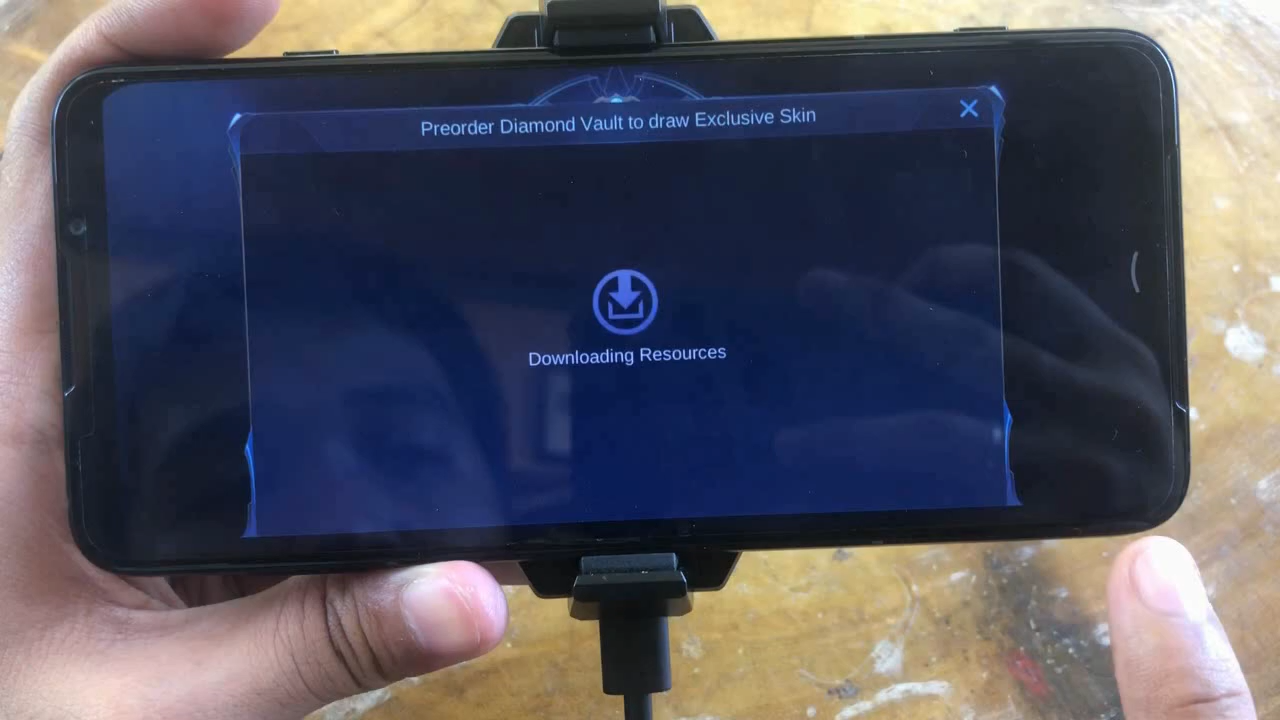 Preorder Diamond Vault to draw Exclusive Skin
Downloading Resources